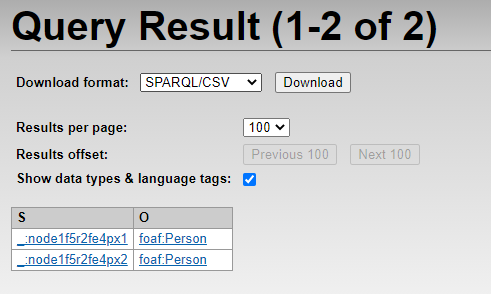 Query Result (1-2 of 2)
Download format: SPARQL/CSV Download
Results per page: 100
Results offset: Previous 100 Next 100
Show data types & language tags:
S O
_:node1f5r2fe4px1 foaf:Person
_:node1f5r2fe4px2 foaf:Person